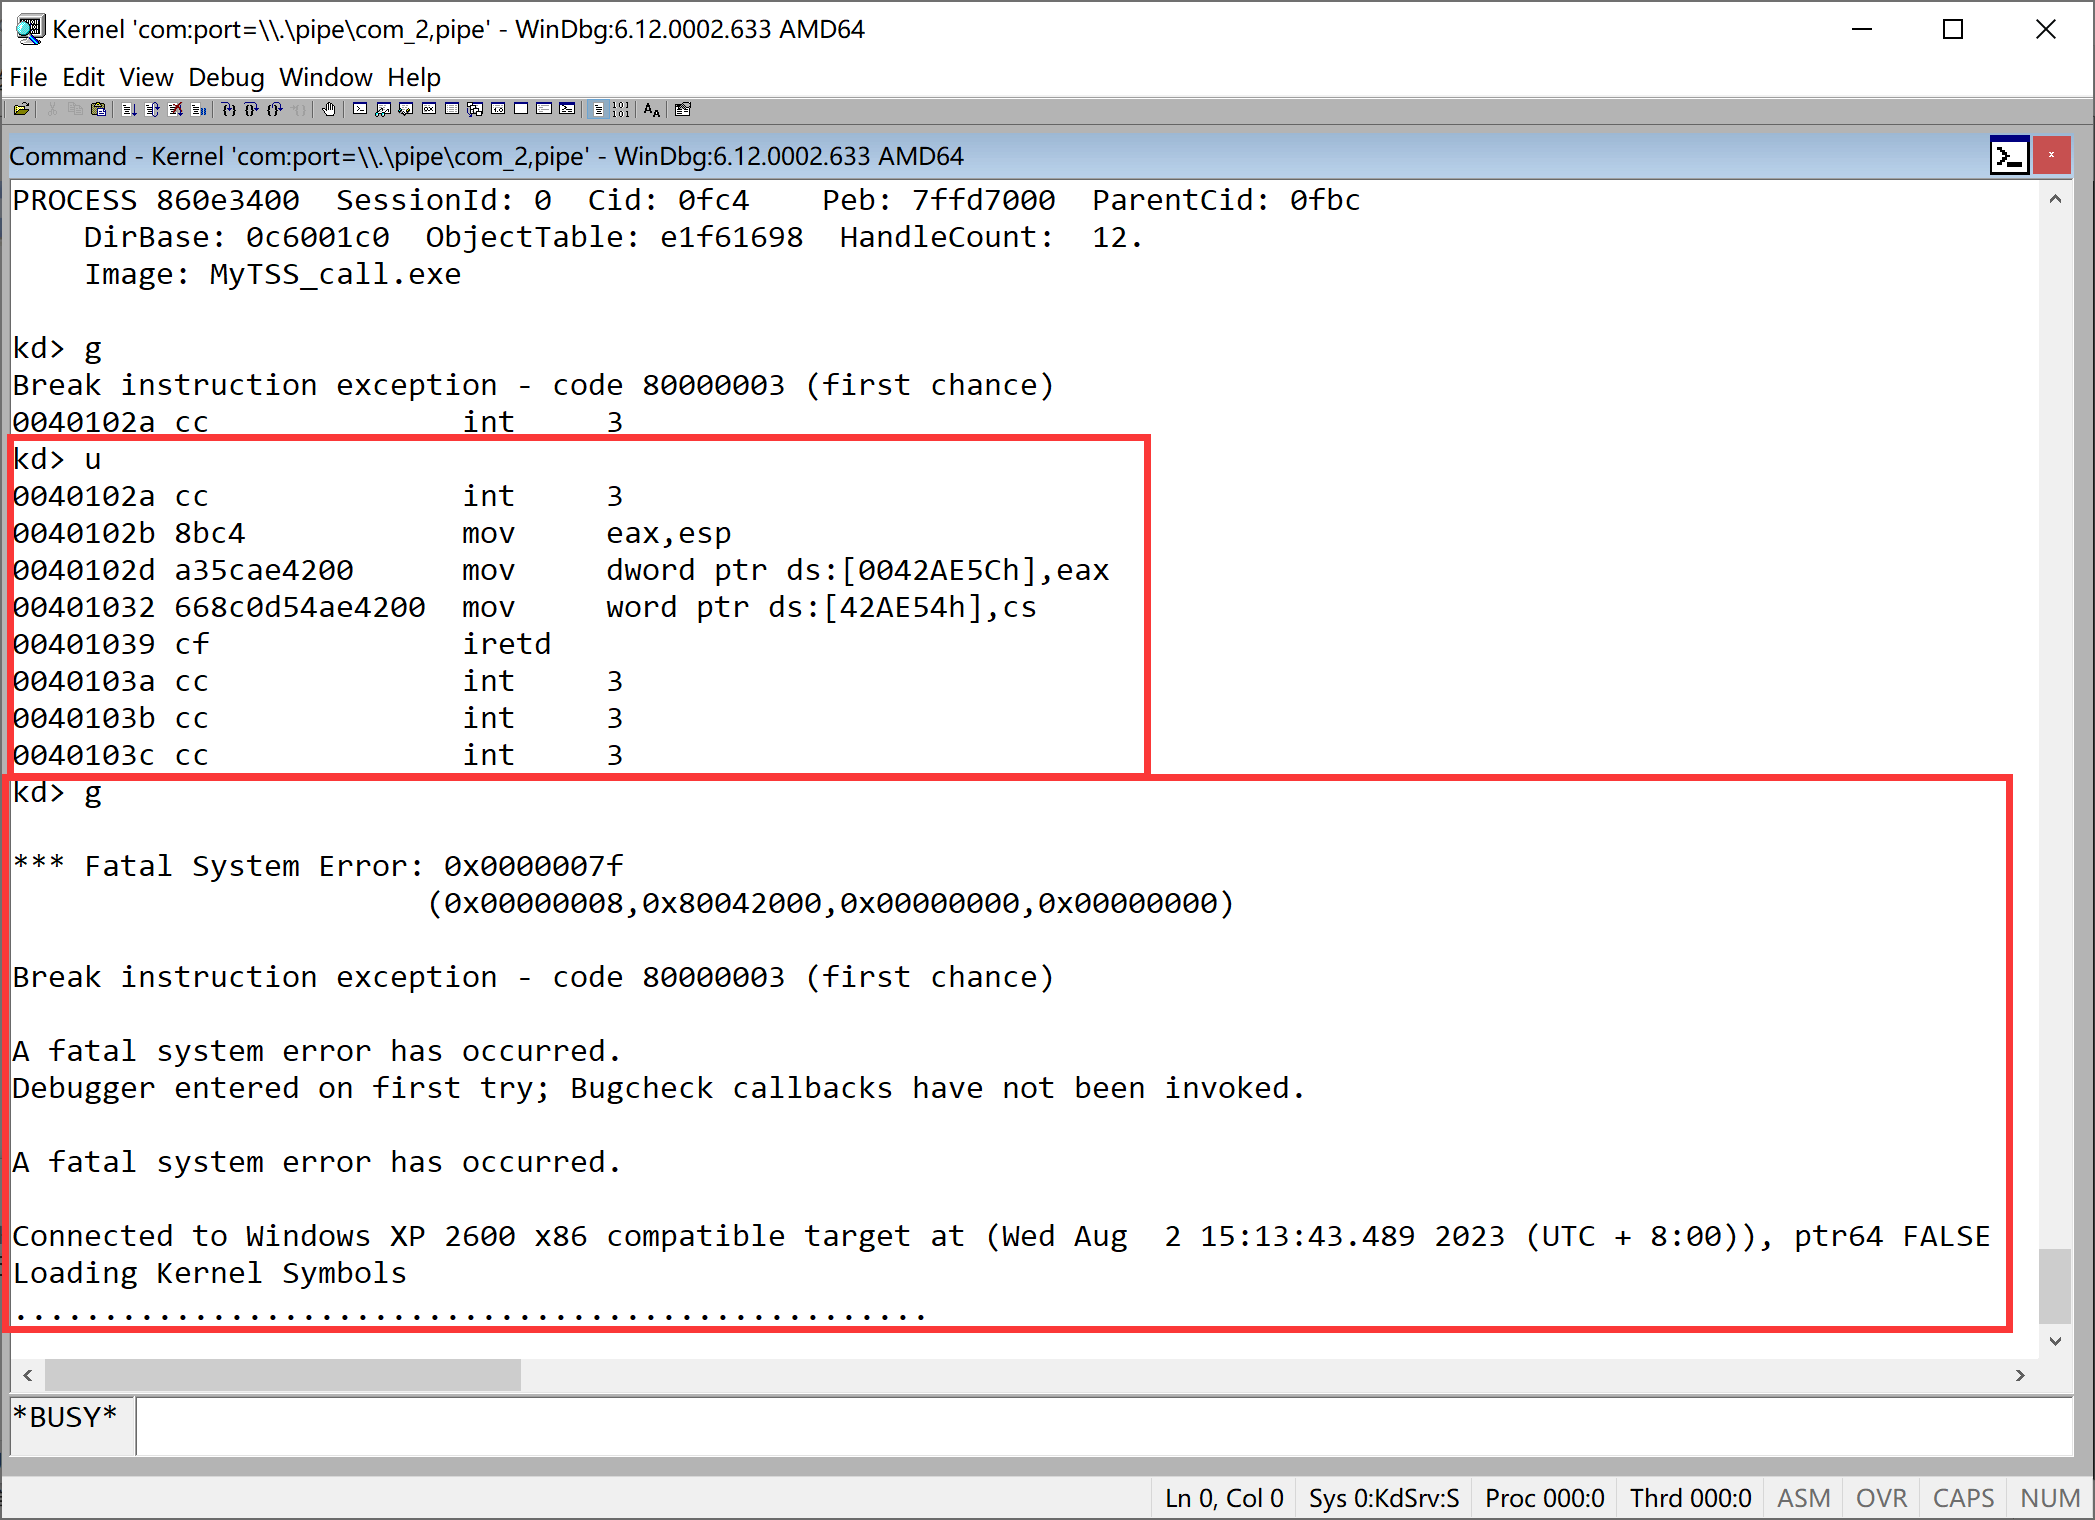 Kernel 'com:port=\\.\pipe\com_2,pipe' - WinDbg:6.12.0002.633 AMD64
File Edit View Debug Window Help
Command - Kernel 'com:port=\\.\pipe\com_2,pipe' - WinDbg:6.12.0002.633 AMD64
PROCESS 860e3400  SessionId: 0  Cid: 0fc4    Peb: 7ffd7000  ParentCid: 0fbc
    DirBase: 0c6001c0  ObjectTable: e1f61698  HandleCount:  12.
    Image: MyTSS_call.exe
kd> g
Break instruction exception - code 80000003 (first chance)
0040102a cc              int     3
kd> u
0040102a cc              int     3
0040102b 8bc4            mov     eax,esp
0040102d a35cae4200      mov     dword ptr ds:[0042AE5Ch],eax
00401032 668c0d54ae4200  mov     word ptr ds:[42AE54h],cs
00401039 cf              iretd
0040103a cc              int     3
0040103b cc              int     3
0040103c cc              int     3
kd> g
*** Fatal System Error: 0x0000007f
                       (0x00000008,0x80042000,0x00000000,0x00000000)
Break instruction exception - code 80000003 (first chance)
A fatal system error has occurred.
Debugger entered on first try; Bugcheck callbacks have not been invoked.
A fatal system error has occurred.
Connected to Windows XP 2600 x86 compatible target at (Wed Aug  2 15:13:43.489 2023 (UTC + 8:00)), ptr64 FALSE
Loading Kernel Symbols
...................................................
*BUSY*
Ln 0, Col 0 Sys 0:KdSrv:S Proc 000:0 Thrd 000:0 ASM OVR CAPS NUM